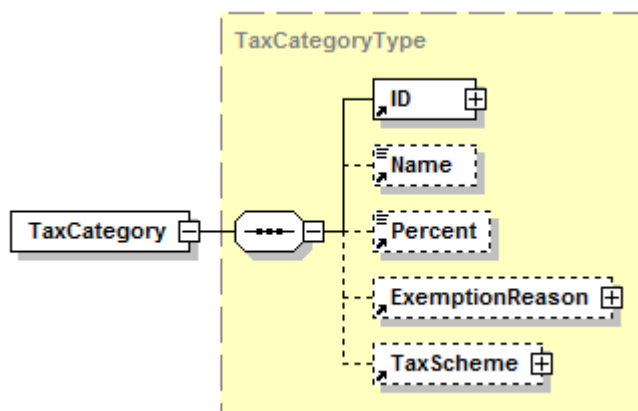 TaxCategoryType
ID
Name
TaxCategory
Percent
ExemptionReason
TaxScheme